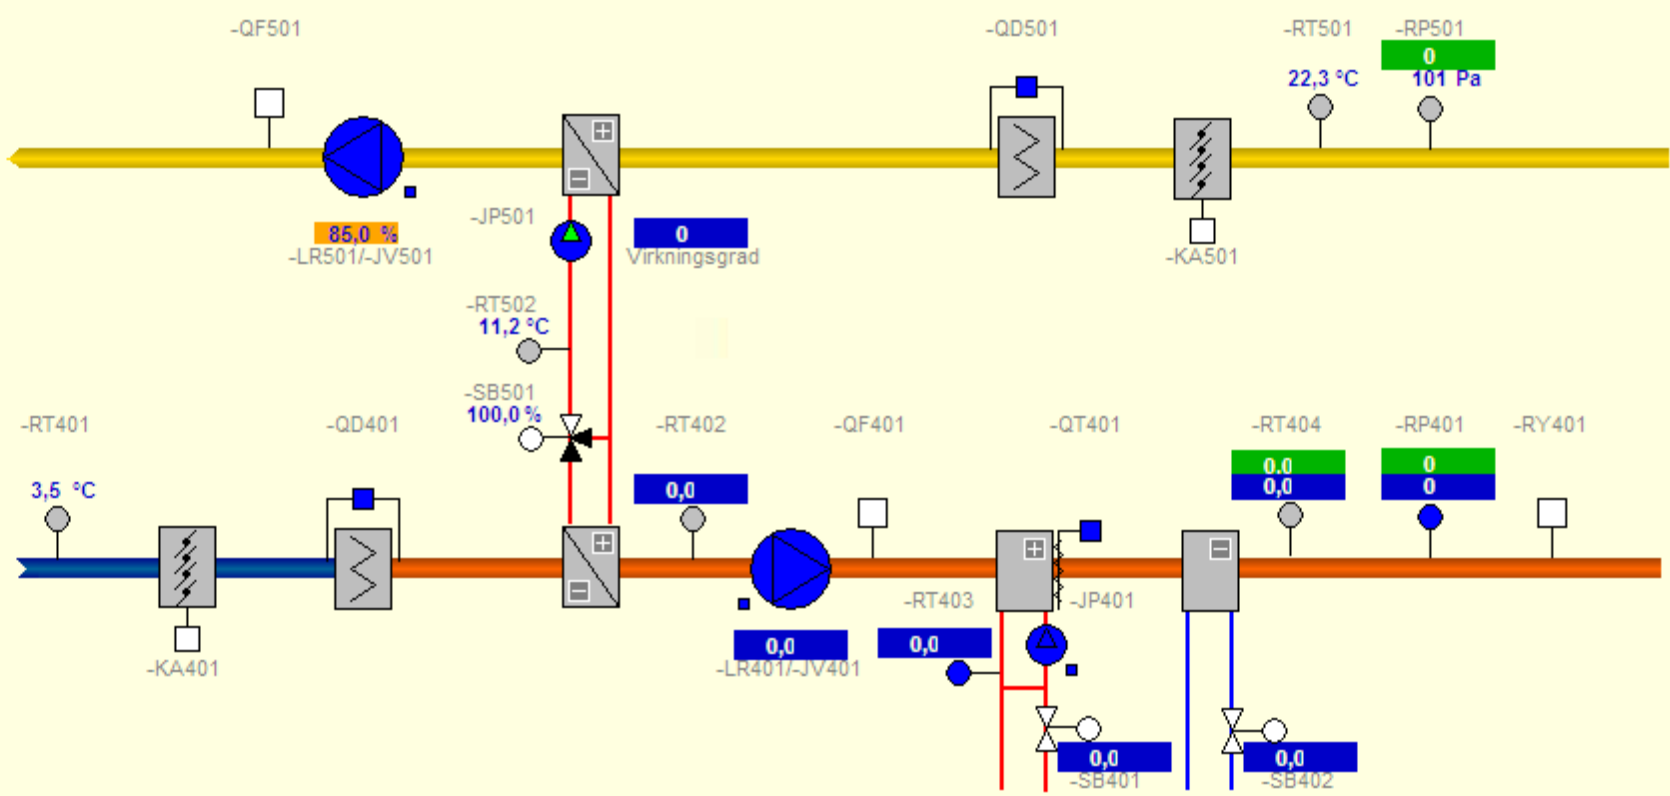 -QF501
-QD501
-RT501
-RP501
0
22,3 °C
101 Pa
85,0 %
-LR501/-JV501
-JP501
0
Virkningsgrad
-KA501
-RT502
11,2 °C
-SB501
100,0 %
-RT401
-QD401
-RT402
-QF401
-QT401
-RT404
-RP401
-RY401
3,5 °C
0,0
0.0
0,0
0
0
-KA401
0,0
-LR401/-JV401
-RT403
0,0
-JP401
0,0
-SB401
0,0
-SB402